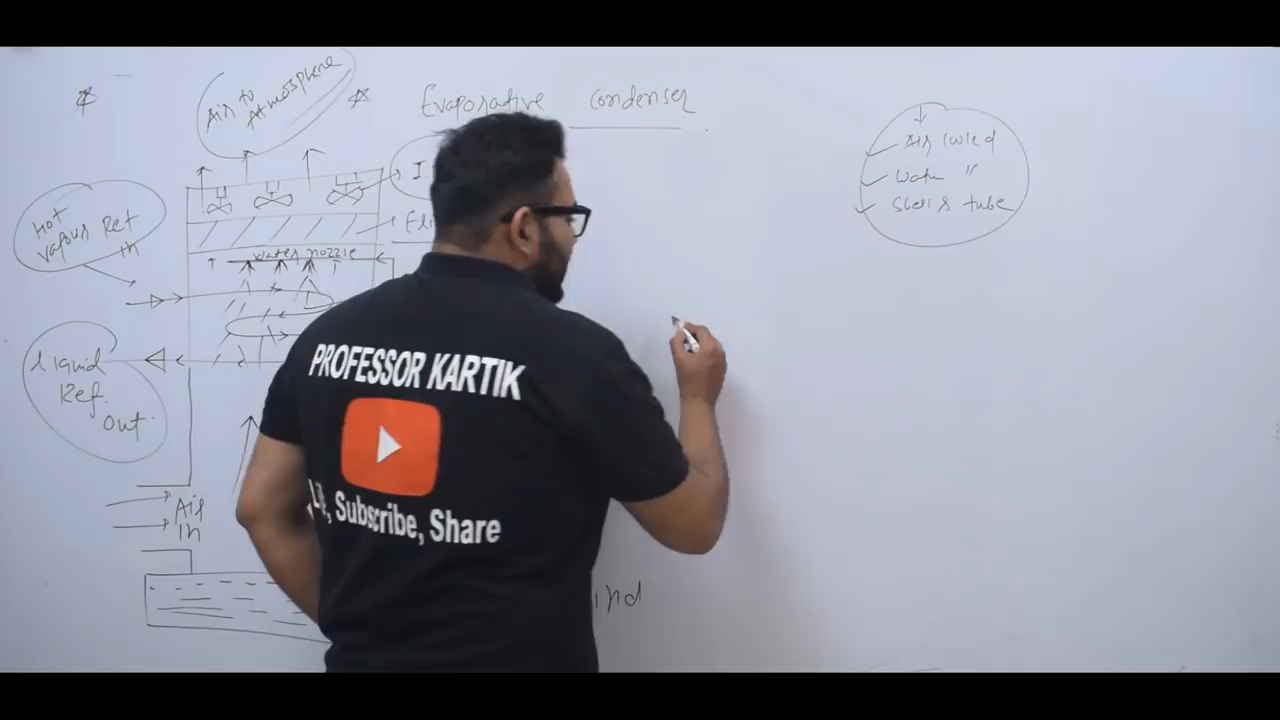 Air to
Atmosphere
Evaporative condenser
Air cooled
Water "
Shell & tube
Hot
vapour Ref
in
water nozzle
liquid
Ref.
out.
Air
in
PROFESSOR KARTIK
Subscribe, Share